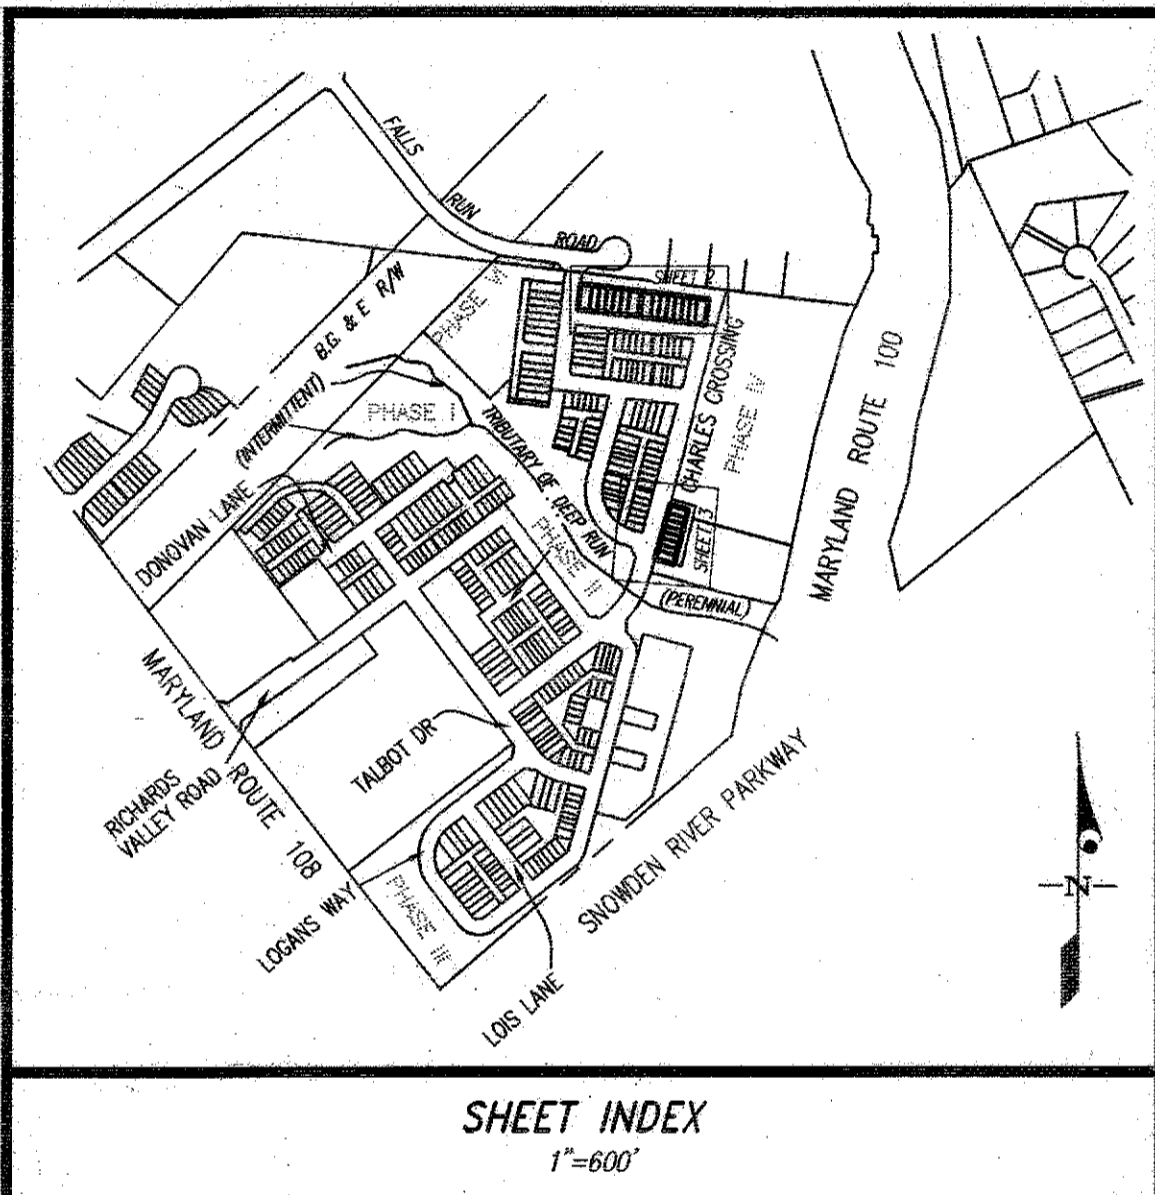 FALLS
RUN
ROAD
SHEET 2
B.G. & E R/W
PHASE VI
CHARLES CROSSING
PHASE IV
MARYLAND ROUTE 100
(INTERMITTENT)
PHASE I
TRIBUTARY OF DEEP RUN
DONOVAN LANE
PHASE II
SHEET 3
(PERENNIAL)
MARYLAND ROUTE 108
TALBOT DR
RICHARDS
VALLEY ROAD
SNOWDEN RIVER PARKWAY
LOGANS WAY
PHASE III
LOIS LANE
N
SHEET INDEX
1"=600'